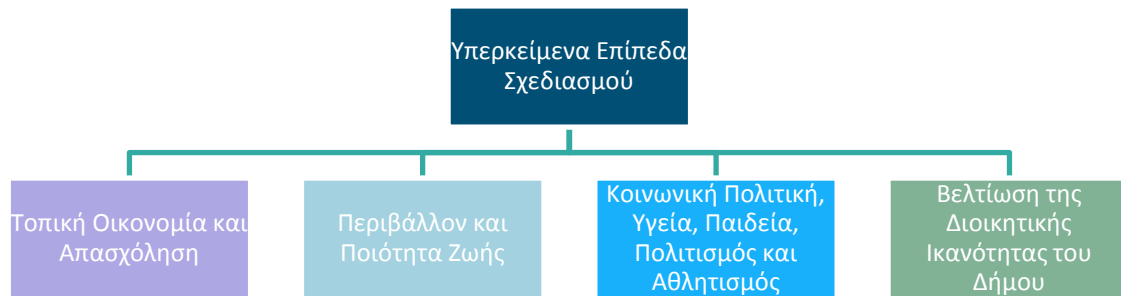 Υπερκείμενα Επίπεδα
Σχεδιασμού
Τοπική Οικονομία και
Απασχόληση
Περιβάλλον και
Ποιότητα Ζωής
Κοινωνική Πολιτική,
Υγεία, Παιδεία,
Πολιτισμός και
Αθλητισμός
Βελτίωση της
Διοικητικής
Ικανότητας του
Δήμου